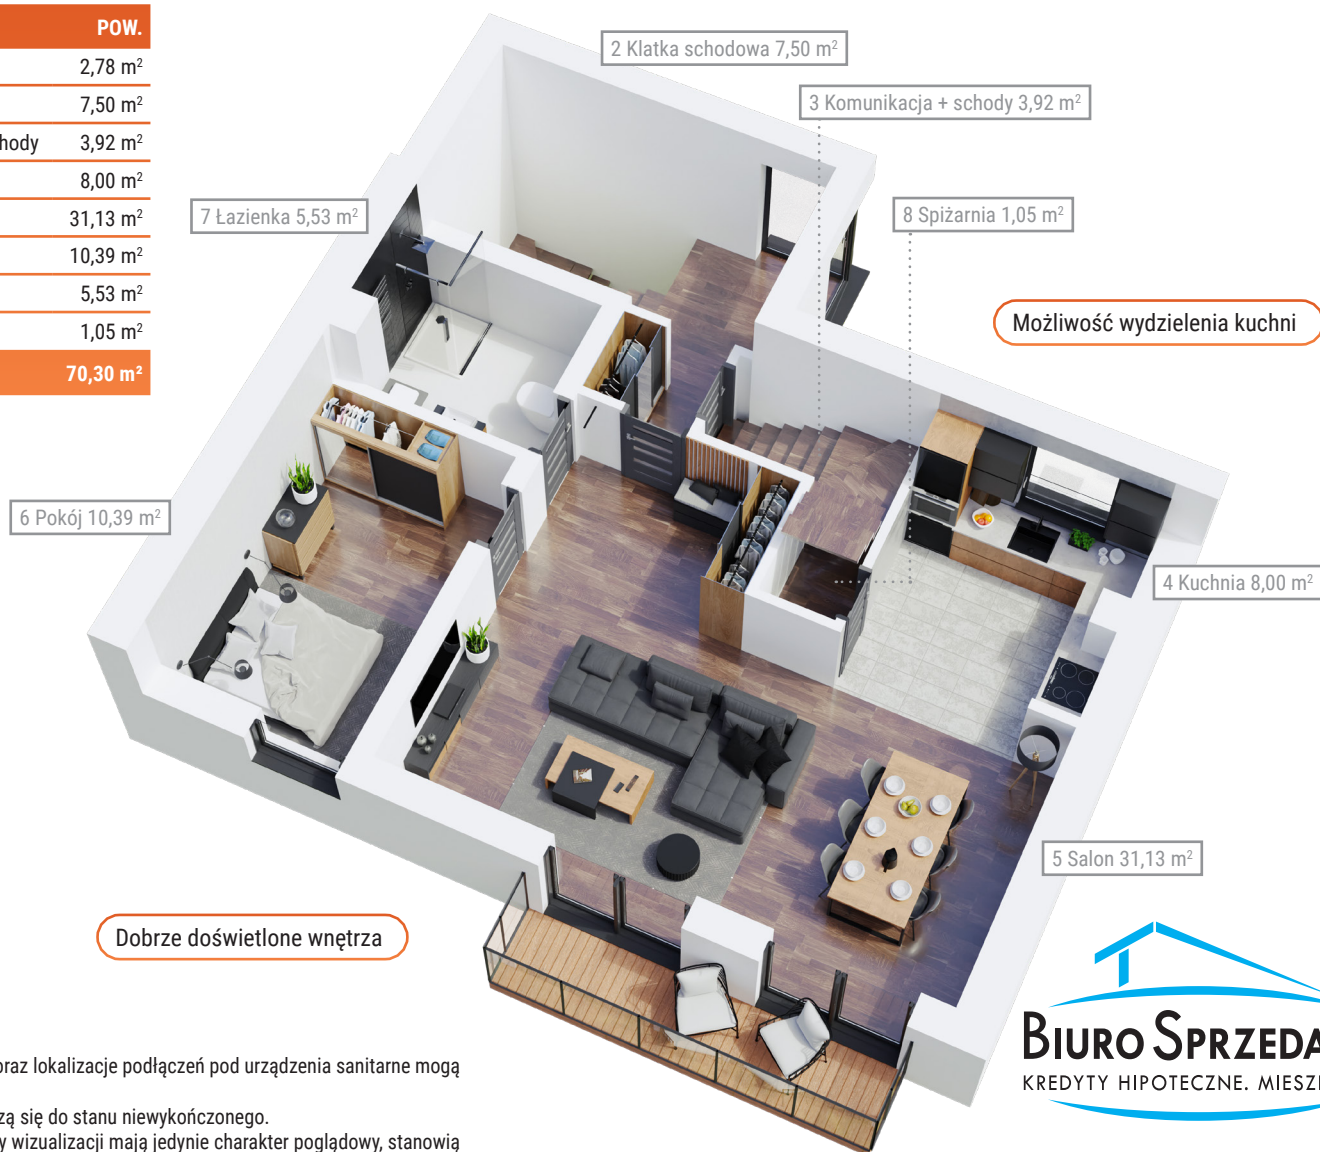 POW.
2,78 m²
7,50 m²
hody 3,92 m²
8,00 m²
31,13 m²
10,39 m²
5,53 m²
1,05 m²
70,30 m²
2 Klatka schodowa 7,50 m²
3 Komunikacja + schody 3,92 m²
7 Łazienka 5,53 m²
8 Spiżarnia 1,05 m²
Możliwość wydzielenia kuchni
6 Pokój 10,39 m²
4 Kuchnia 8,00 m²
5 Salon 31,13 m²
Dobrze doświetlone wnętrza
BIURO SPRZEDA
KREDYTY HIPOTECZNE. MIESZ
oraz lokalizacje podłączeń pod urządzenia sanitarne mogą
zą się do stanu niewykończonego.
y wizualizacji mają jedynie charakter poglądowy, stanowią